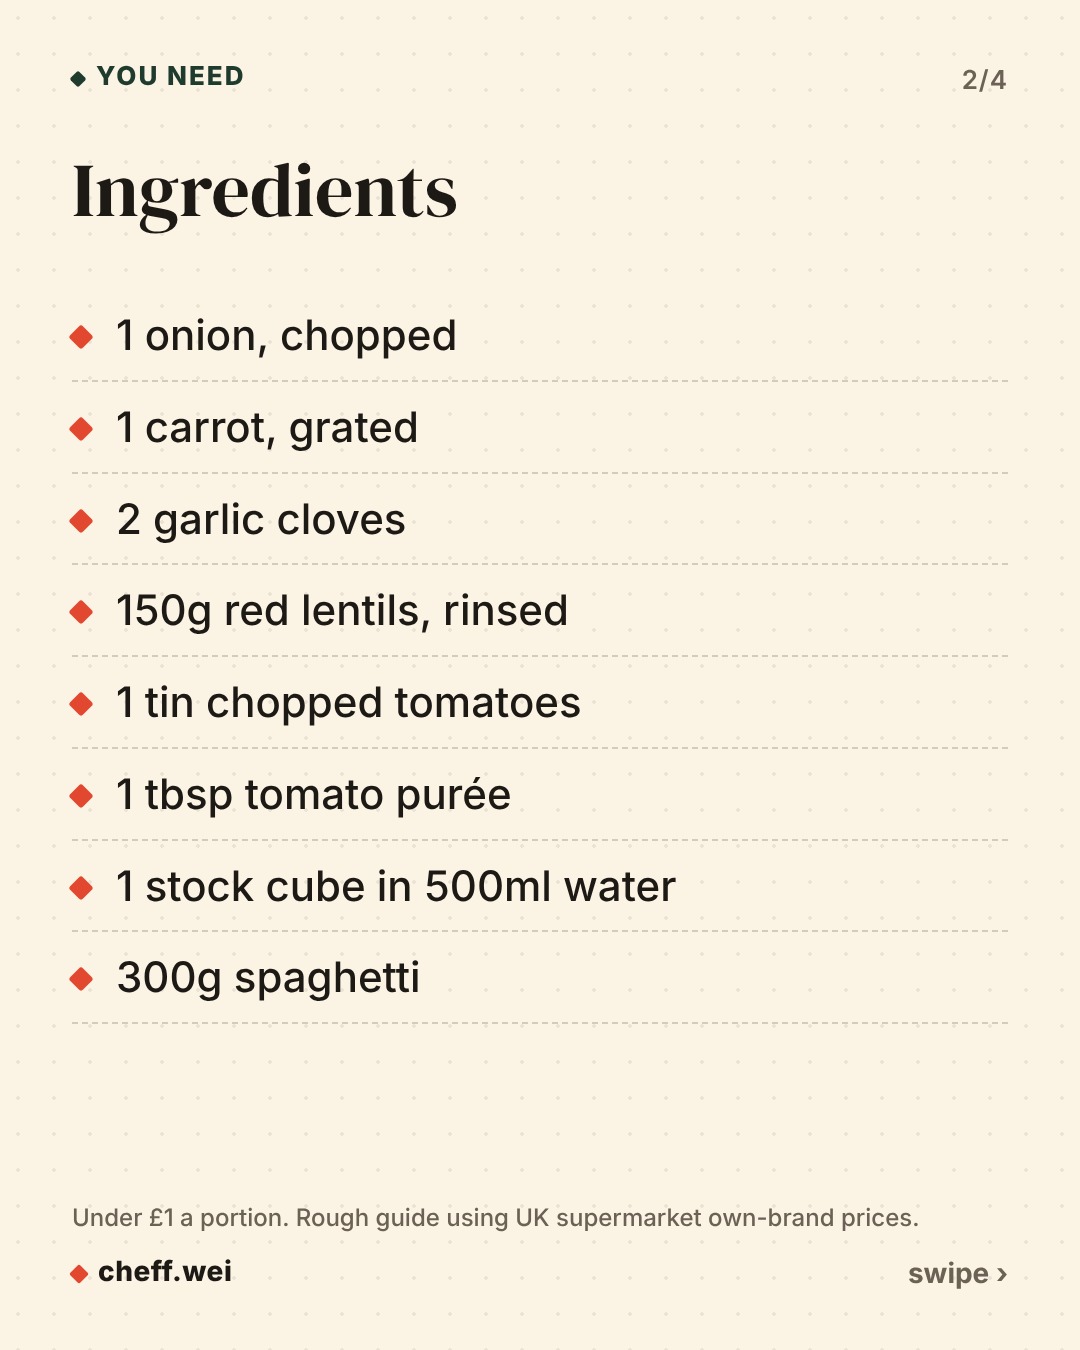 YOU NEED
2/4
Ingredients
1 onion, chopped
1 carrot, grated
2 garlic cloves
150g red lentils, rinsed
1 tin chopped tomatoes
1 tbsp tomato purée
1 stock cube in 500ml water
300g spaghetti
Under £1 a portion. Rough guide using UK supermarket own-brand prices.
cheff.wei
swipe ›